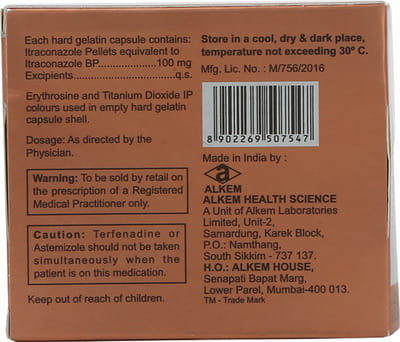 Each hard gelatin capsule contains:
Itraconazole Pellets equivalent to
Itraconazole BP....................100 mg
Excipients...............................q.s.
Erythrosine and Titanium Dioxide IP
colours used in empty hard gelatin
capsule shell.
Dosage: As directed by the
Physician.
Warning: To be sold by retail on
the prescription of a Registered
Medical Practitioner only.
Caution: Terfenadine or
Astemizole should not be taken
simultaneously when the
patient is on this medication.
Keep out of reach of children.
Store in a cool, dry & dark place,
temperature not exceeding 30º C.
Mfg. Lic. No. : M/756/2016
8 902269 507547
Made in India by :
a
ALKEM
ALKEM HEALTH SCIENCE
A Unit of Alkem Laboratories
Limited, Unit-2,
Samardung, Karek Block,
P.O.: Namthang,
South Sikkim - 737 137.
H.O.: ALKEM HOUSE,
Senapati Bapat Marg,
Lower Parel, Mumbai-400 013.
TM - Trade Mark